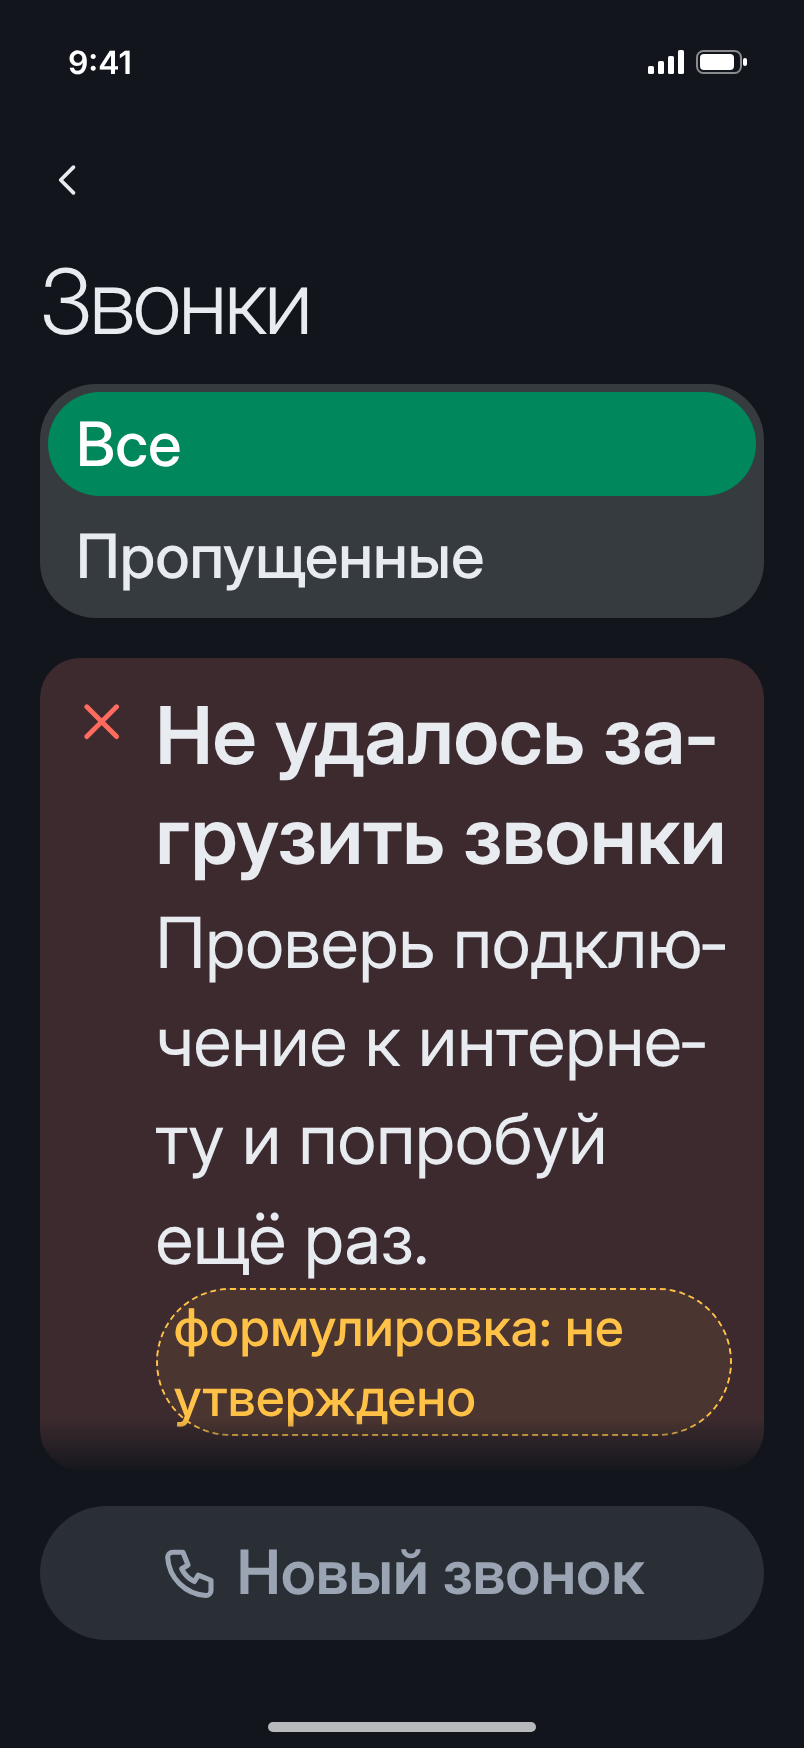 9:41
Звонки
Все
Пропущенные
Не удалось за-
грузить звонки
Проверь подклю-
чение к интерне-
ту и попробуй
ещё раз.
формулировка: не
утверждено
Новый звонок